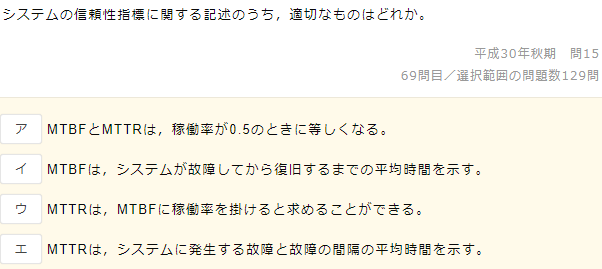 システムの信頼性指標に関する記述のうち，適切なものはどれか。
平成30年秋期　問15
69問目／選択範囲の問題数129問
ア MTBFとMTTRは，稼働率が0.5のときに等しくなる。
イ MTBFは，システムが故障してから復旧するまでの平均時間を示す。
ウ MTTRは，MTBFに稼働率を掛けると求めることができる。
エ MTTRは，システムに発生する故障と故障の間隔の平均時間を示す。